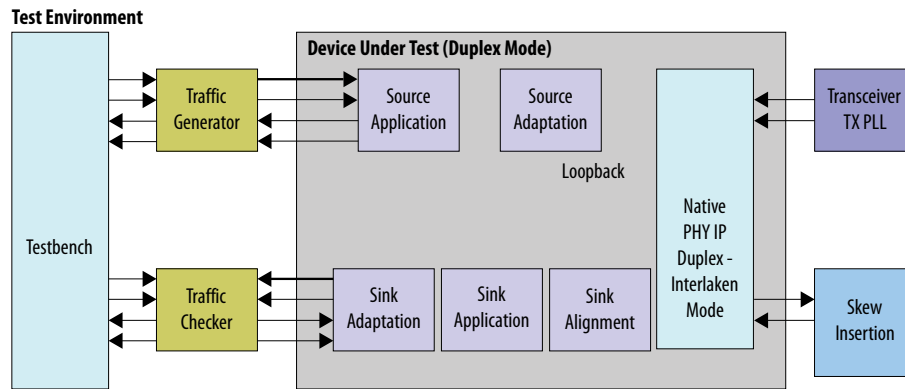 Test Environment
Device Under Test (Duplex Mode)
Testbench
Traffic
Generator
Source
Application
Source
Adaptation
Loopback
Transceiver
TX PLL
Native
PHY IP
Duplex -
Interlaken
Mode
Traffic
Checker
Sink
Adaptation
Sink
Application
Sink
Alignment
Skew
Insertion